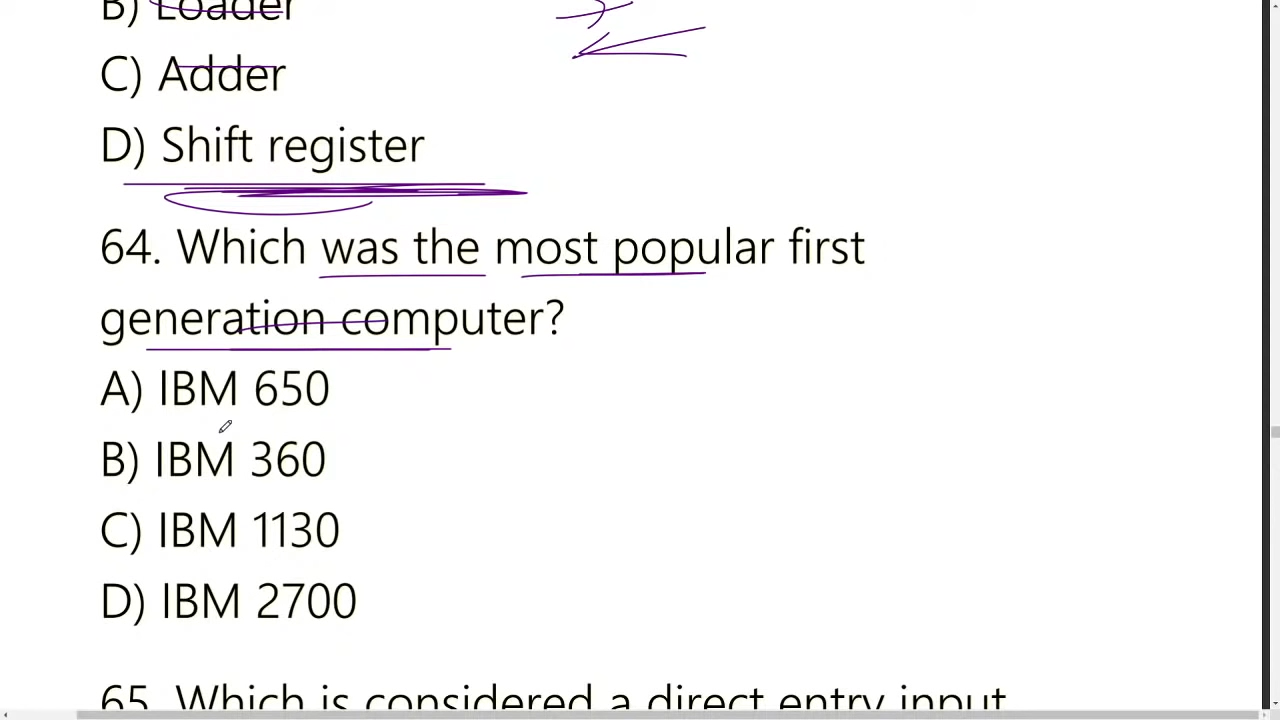 B) Loader
C) Adder
D) Shift register
64. Which was the most popular first
generation computer?
A) IBM 650
B) IBM 360
C) IBM 1130
D) IBM 2700
65. Which is considered a direct entry input